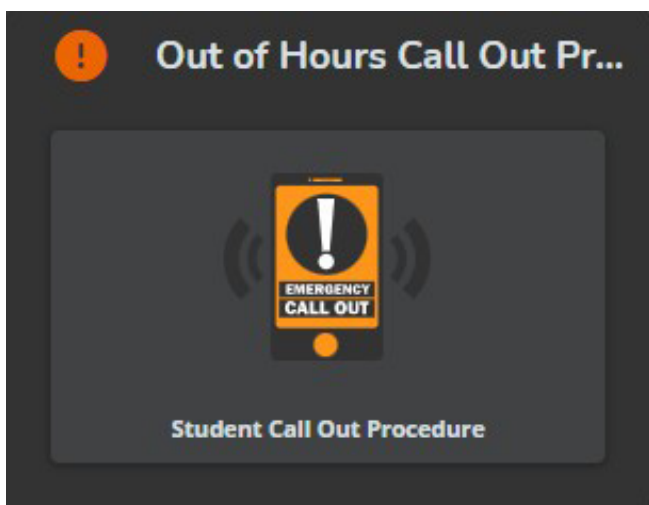 Out of Hours Call Out Pr...
EMERGENCY
CALL OUT
Student Call Out Procedure